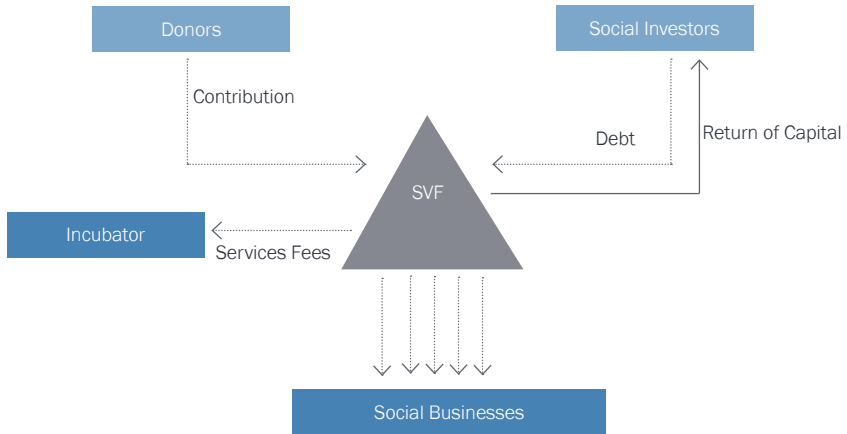 Donors
Social Investors
Contribution
Debt
Return of Capital
SVF
Incubator
Services Fees
Social Businesses